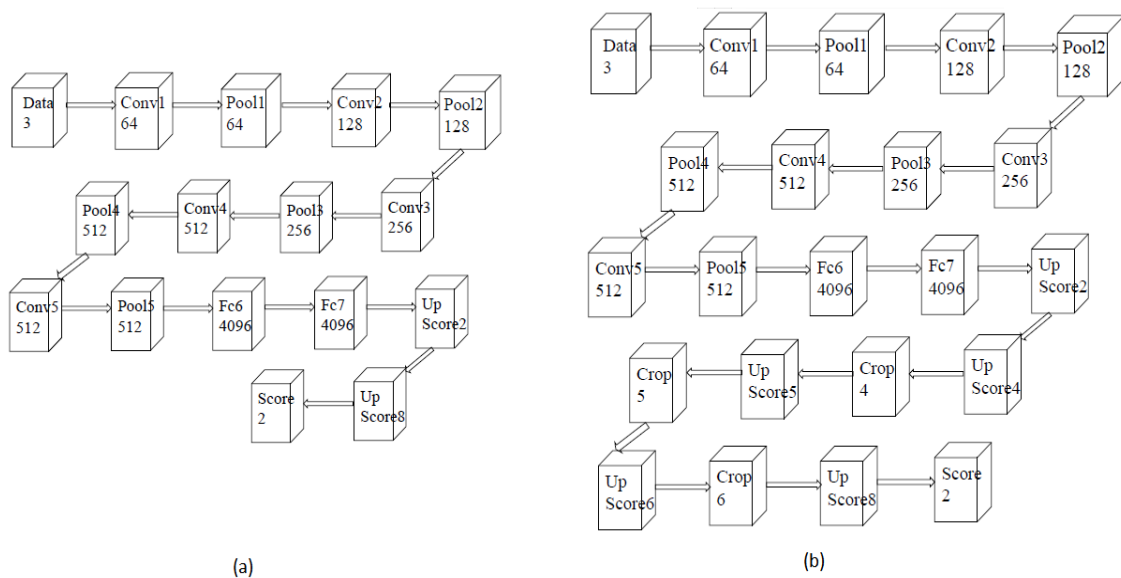 Data
3
Conv1
64
Pool1
64
Conv2
128
Pool2
128
Conv3
256
Pool3
256
Conv4
512
Pool4
512
Conv5
512
Pool5
512
Fc6
4096
Fc7
4096
Up
Score2
Up
Score8
Score
2
(a)
Data
3
Conv1
64
Pool1
64
Conv2
128
Pool2
128
Conv3
256
Pool3
256
Conv4
512
Pool4
512
Conv5
512
Pool5
512
Fc6
4096
Fc7
4096
Up
Score2
Up
Score4
Crop
4
Up
Score5
Crop
5
Up
Score6
Crop
6
Up
Score8
Score
2
(b)